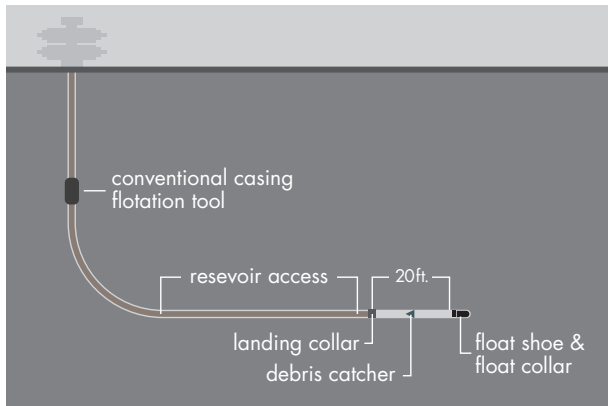 conventional casing
flotation tool
resevoir access
20ft.
landing collar
debris catcher
float shoe &
float collar